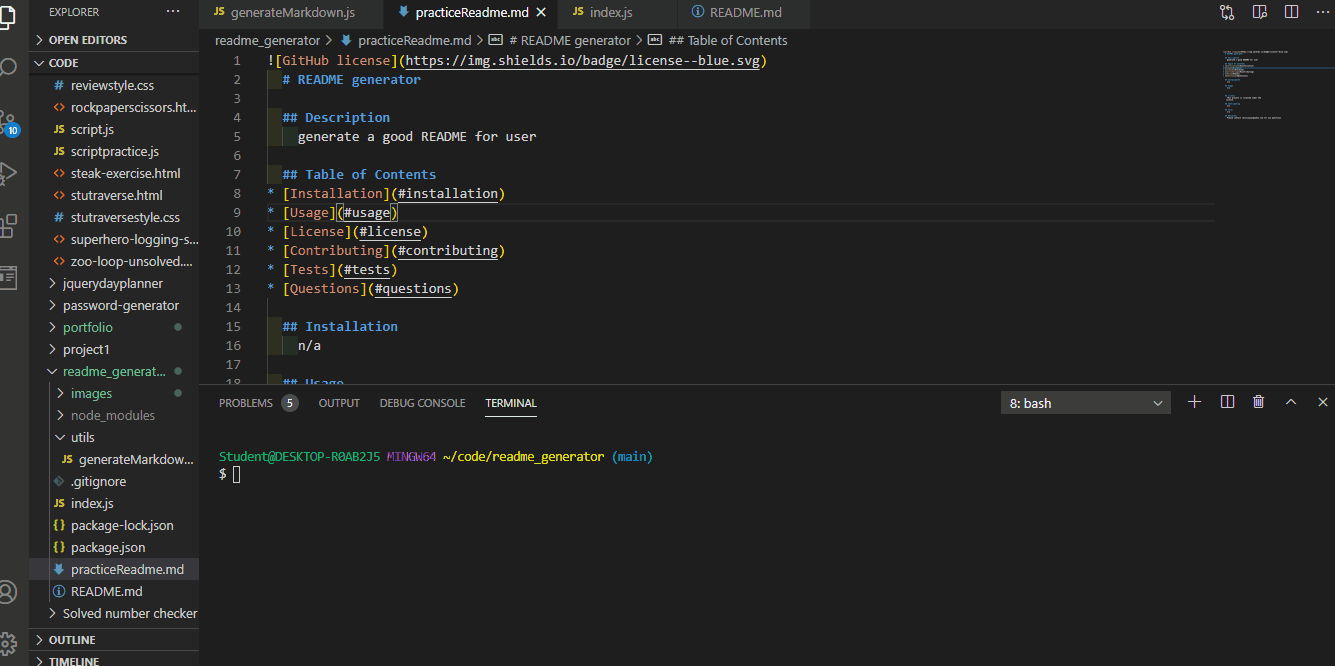 EXPLORER
OPEN EDITORS
CODE
reviewstyle.css
rockpaperscissors.ht...
script.js
scriptpractice.js
steak-exercise.html
stutraverse.html
stutraversestyle.css
superhero-logging-s...
zoo-loop-unsolved....
jquerydayplanner
password-generator
portfolio
project1
readme_generat...
images
node_modules
utils
JS generateMarkdow...
.gitignore
JS index.js
{} package-lock.json
{} package.json
practiceReadme.md
README.md
Solved number checker
OUTLINE
TIMELINE
10
JS generateMarkdown.js practiceReadme.md JS index.js README.md
readme_generator > practiceReadme.md > # README generator > ## Table of Contents
1 ![GitHub license](https://img.shields.io/badge/license--blue.svg)
2 # README generator
3
4 ## Description
5 generate a good README for user
6
7 ## Table of Contents
8 * [Installation](#installation)
9 * [Usage](#usage)
10 * [License](#license)
11 * [Contributing](#contributing)
12 * [Tests](#tests)
13 * [Questions](#questions)
14
15 ## Installation
16 n/a
17
18 ## Usage
PROBLEMS 5 OUTPUT DEBUG CONSOLE TERMINAL 8: bash
Student@DESKTOP-R0AB2J5 MINGW64 ~/code/readme_generator (main)
$